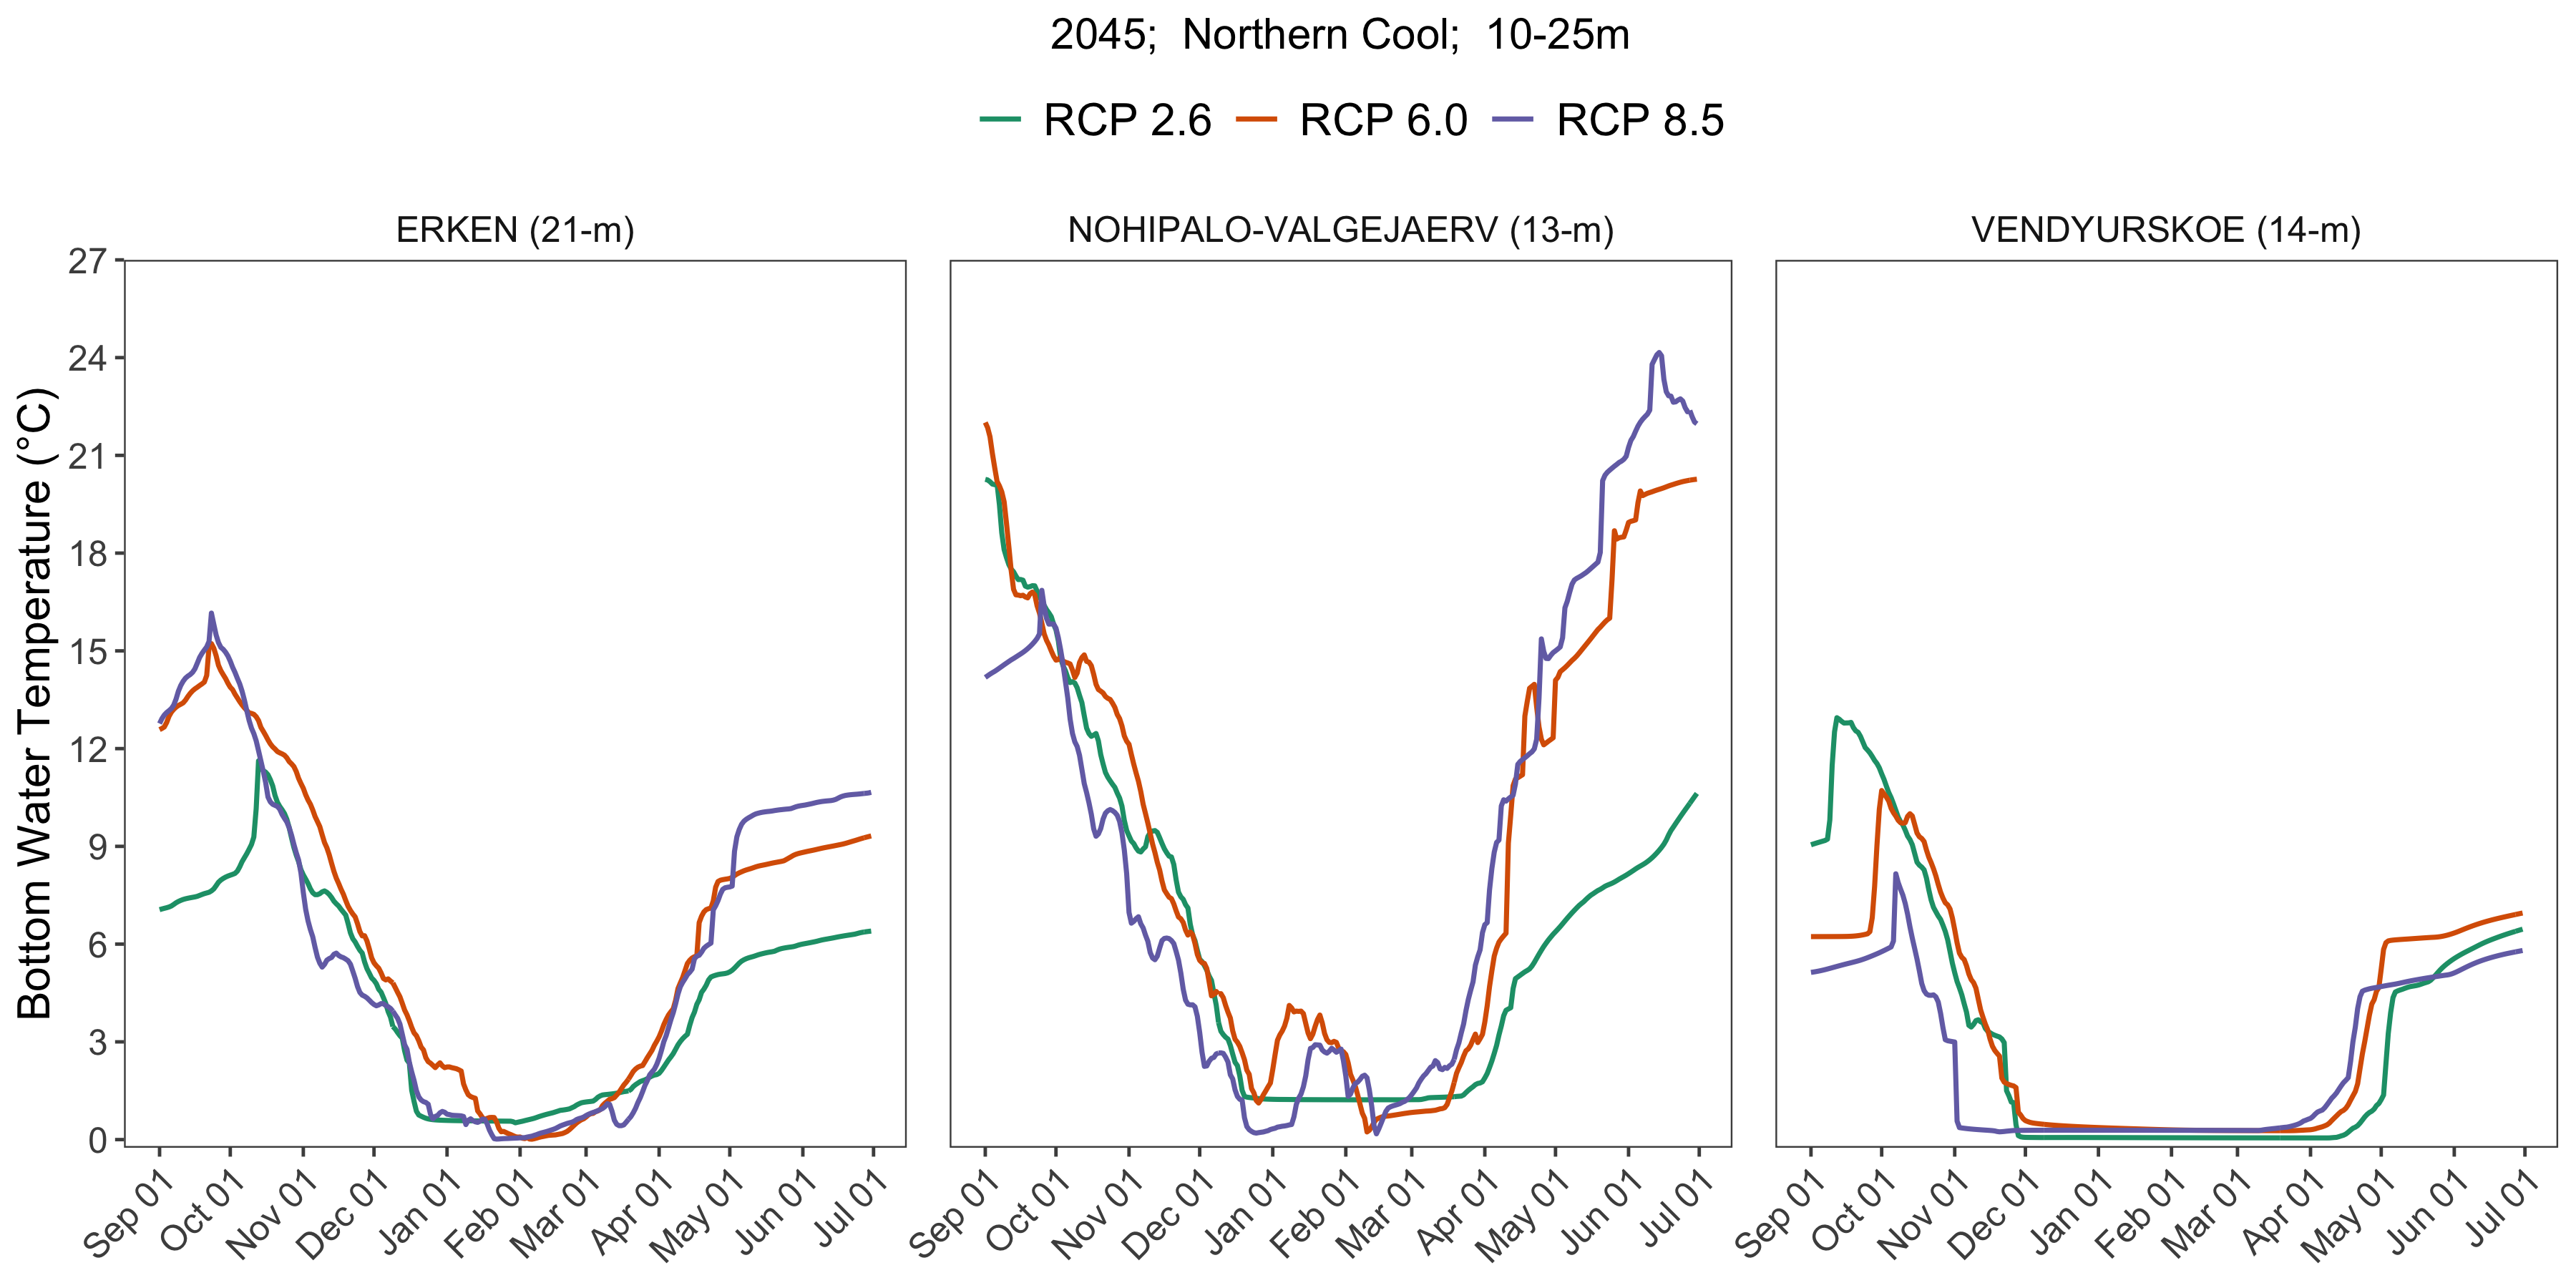 2045;  Northern Cool;  10-25m
RCP 2.6 RCP 6.0 RCP 8.5
ERKEN (21-m) NOHIPALO-VALGEJAERV (13-m) VENDYURSKOE (14-m)
Bottom Water Temperature (°C)
27
24
21
18
15
12
9
6
3
0
Sep 01 Oct 01 Nov 01 Dec 01 Jan 01 Feb 01 Mar 01 Apr 01 May 01 Jun 01 Jul 01 Sep 01 Oct 01 Nov 01 Dec 01 Jan 01 Feb 01 Mar 01 Apr 01 May 01 Jun 01 Jul 01 Sep 01 Oct 01 Nov 01 Dec 01 Jan 01 Feb 01 Mar 01 Apr 01 May 01 Jun 01 Jul 01